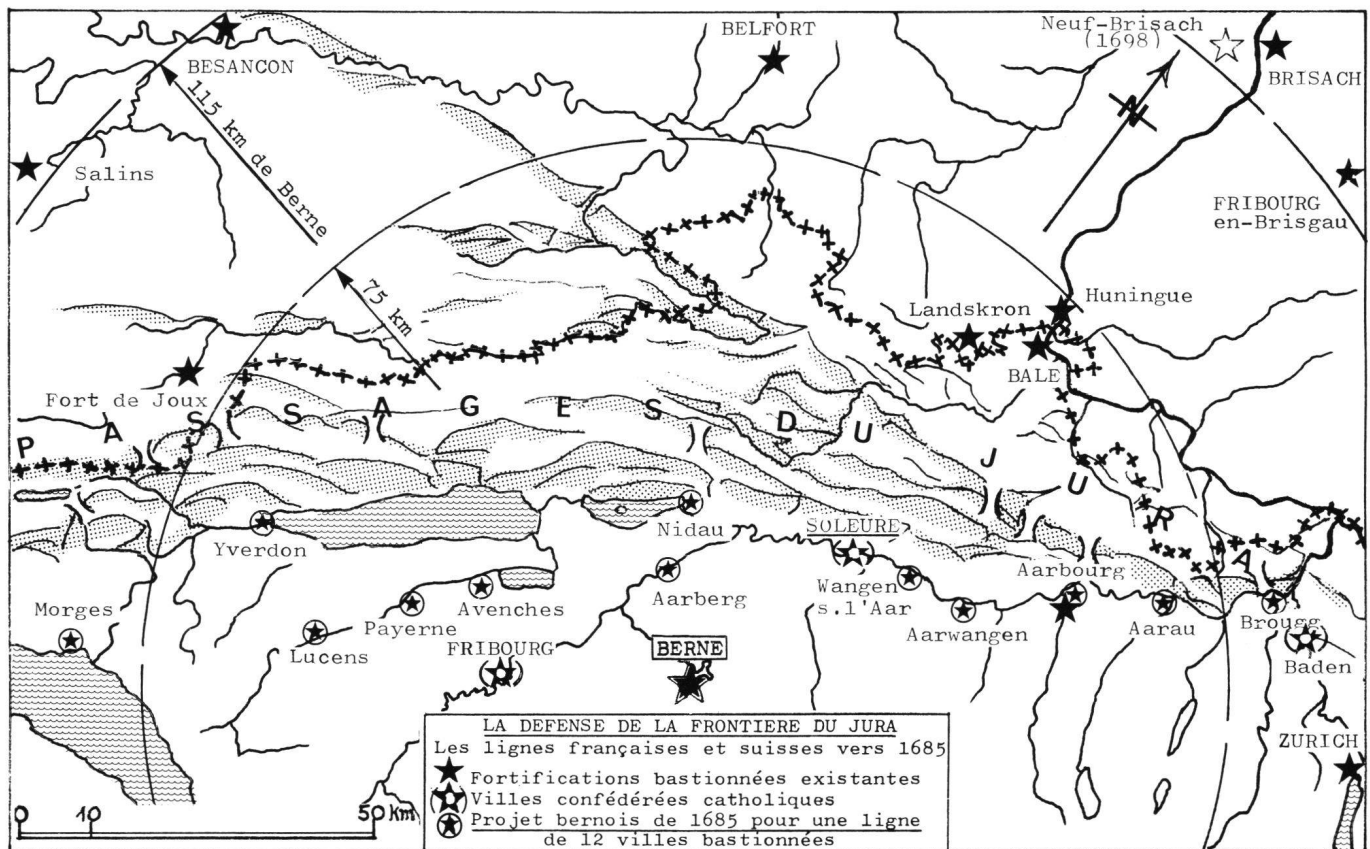 BESANCON
BELFORT
Neuf-Brisach
(1698)
BRISACH
115 km de Berne
N
Salins
FRIBOURG
en-Brisgau
75 km
Landskron
Huningue
BALE
Fort de Joux
PASSAGES DU JURA
Yverdon
Nidau
SOLEURE
Morges
Lucens
Payerne
Avenches
Aarberg
Wangen
s.l'Aar
Aarwangen
Aarbourg
Aarau
Brougg
Baden
FRIBOURG
BERNE
ZURICH
LA DEFENSE DE LA FRONTIERE DU JURA
Les lignes françaises et suisses vers 1685
Fortifications bastionnées existantes
Villes confédérées catholiques
Projet bernois de 1685 pour une ligne
de 12 villes bastionnées
0 10 50 Km